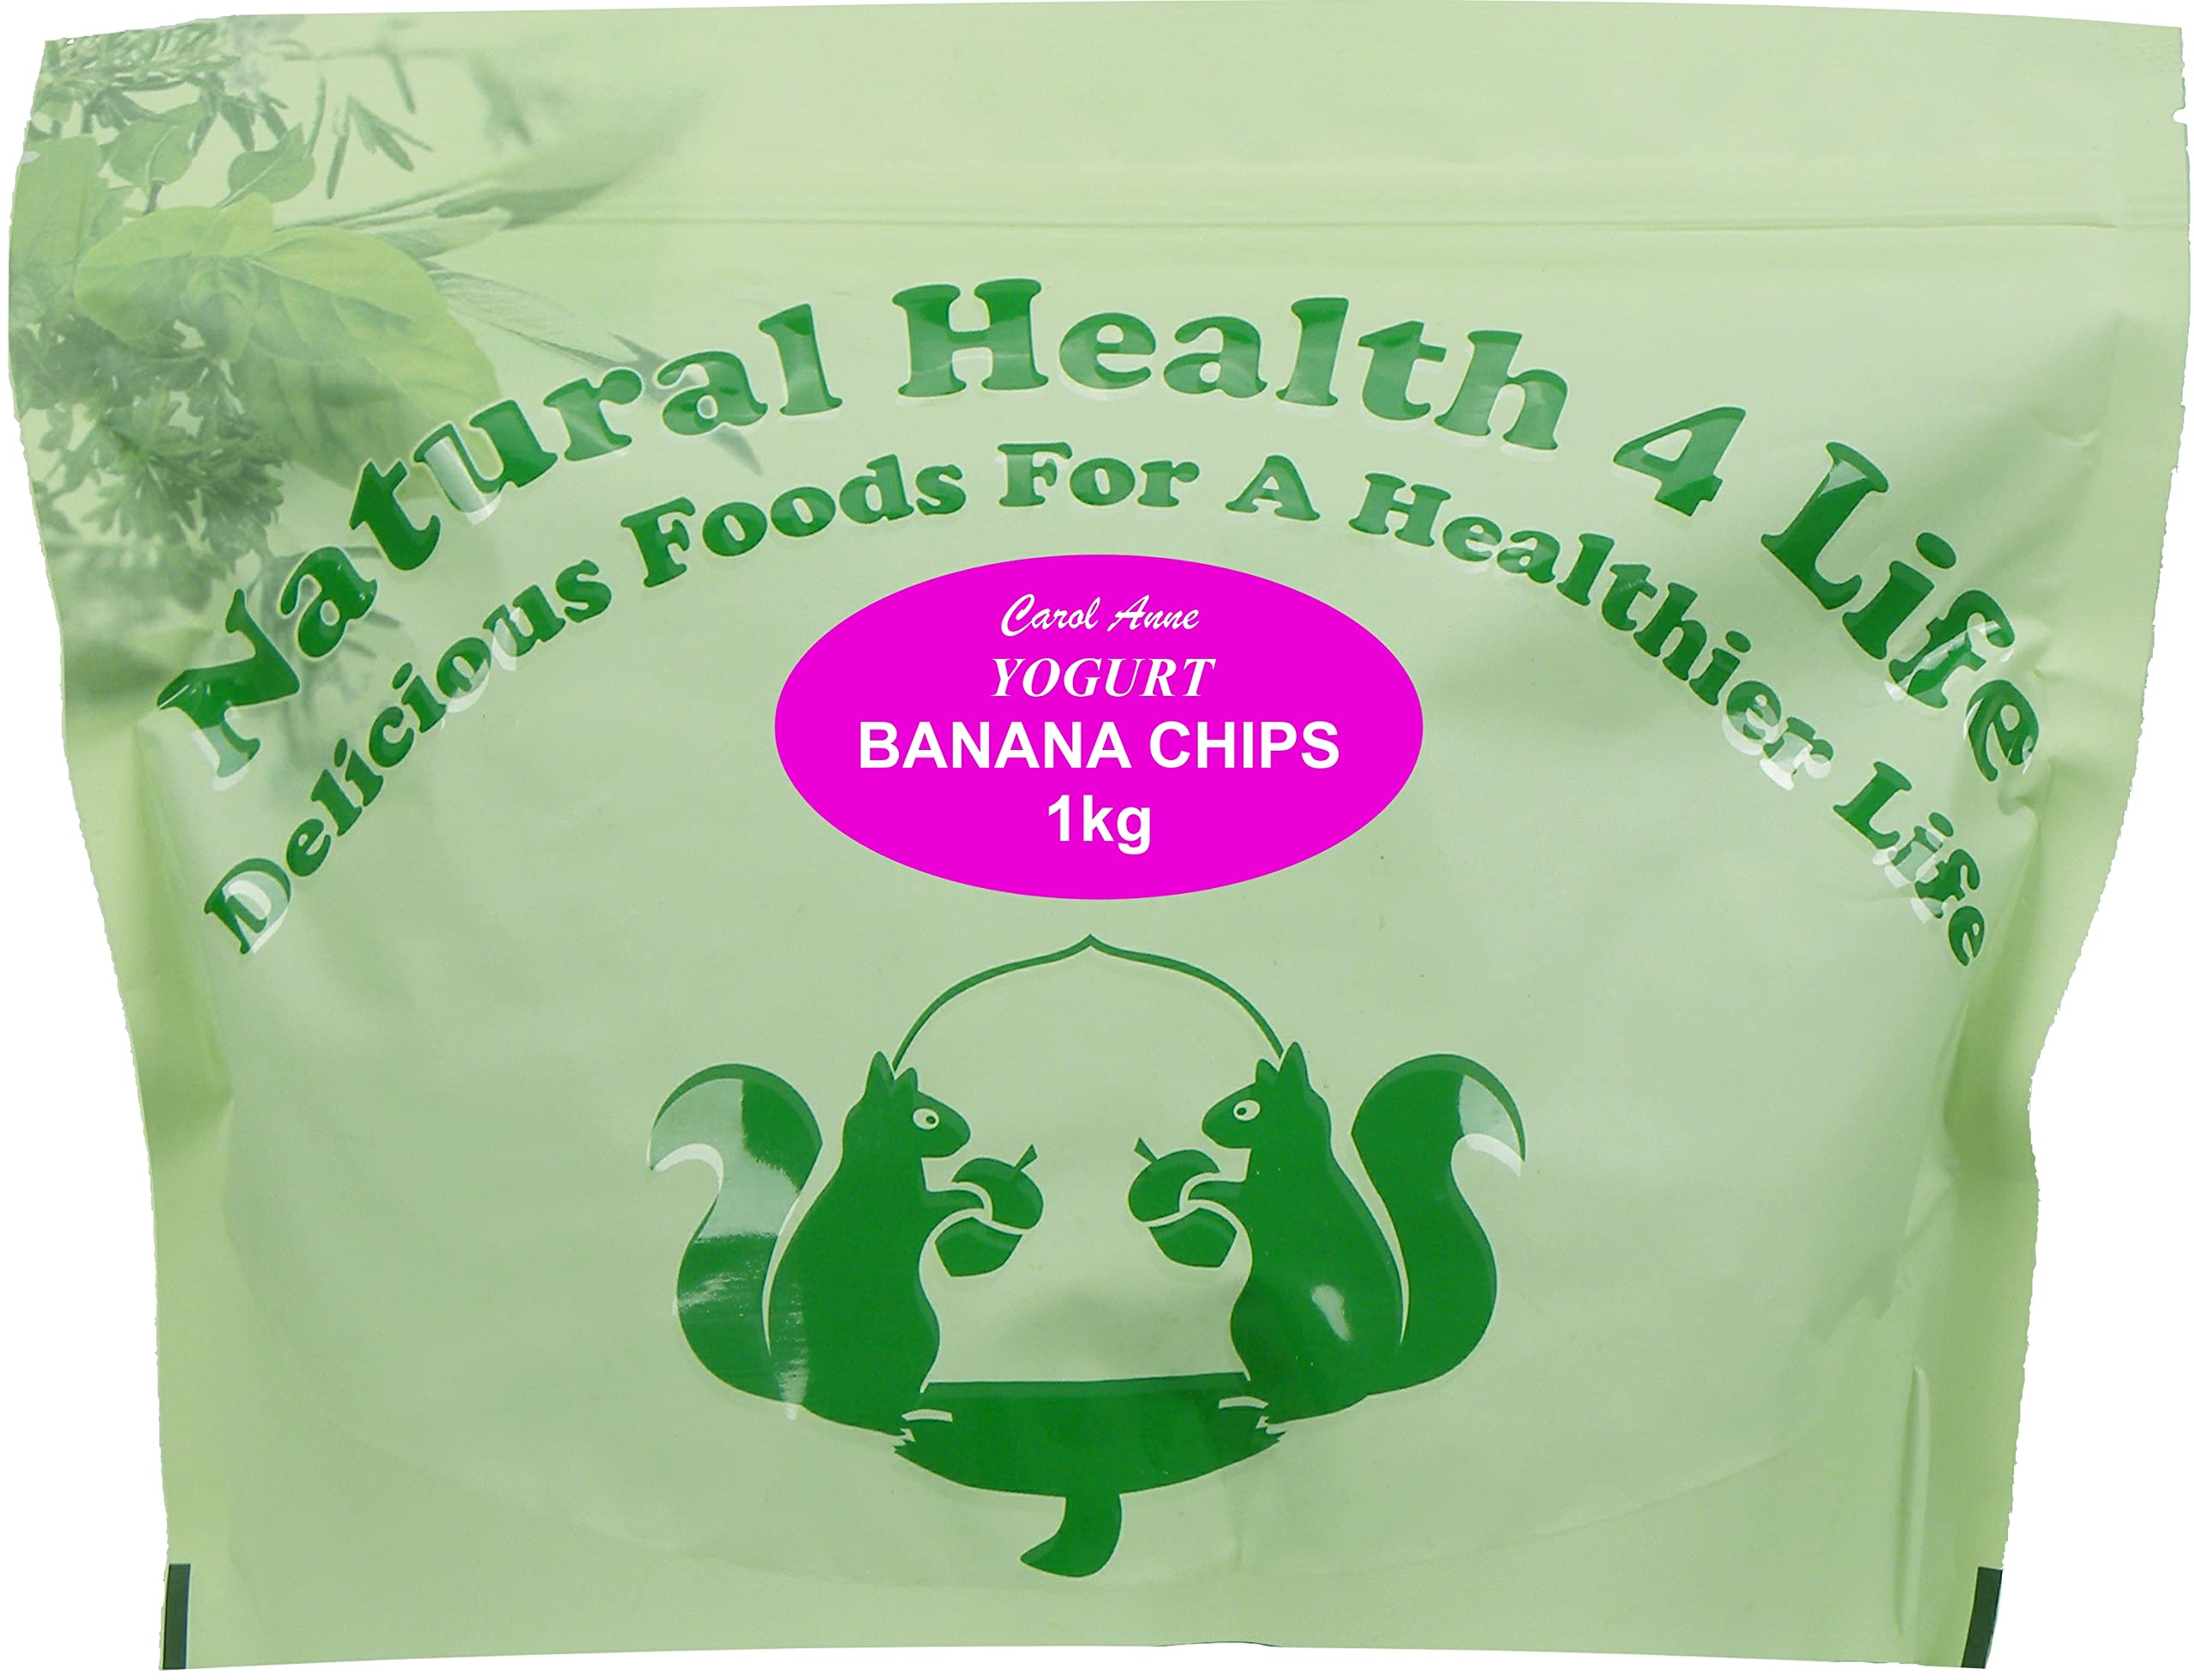 Natural Health 4 Life
Delicious Foods For A Healthier Life
Carol Anne
YOGURT
BANANA CHIPS
1kg